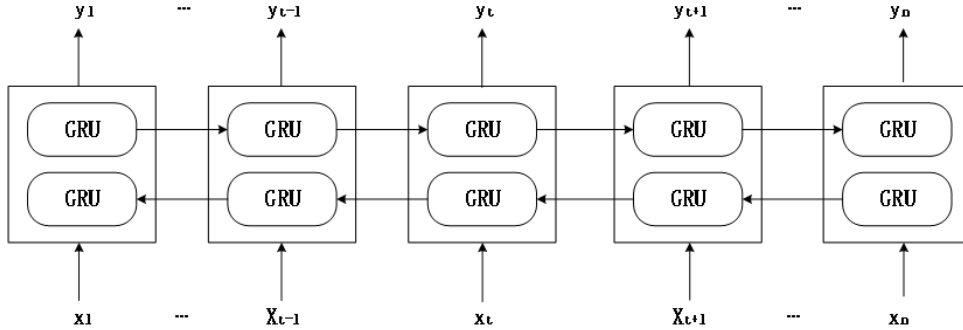 y1 ... yt-1 yt yt+1 ... yn
GRU GRU GRU GRU GRU
GRU GRU GRU GRU GRU
x1 ... Xt-1 xt Xt+1 ... xn